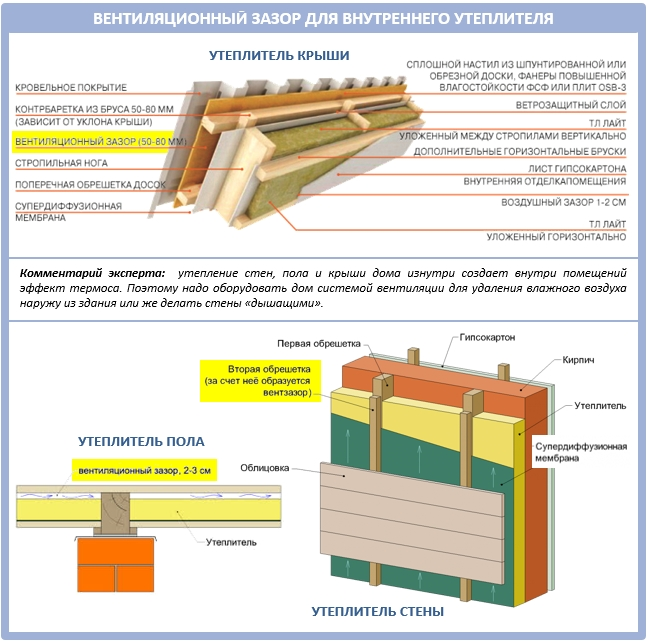 ВЕНТИЛЯЦИОННЫЙ ЗАЗОР ДЛЯ ВНУТРЕННЕГО УТЕПЛИТЕЛЯ
УТЕПЛИТЕЛЬ КРЫШИ
КРОВЕЛЬНОЕ ПОКРЫТИЕ
КОНТРБАРЕТКА ИЗ БРУСА 50-80 ММ
(ЗАВИСИТ ОТ УКЛОНА КРЫШИ)
ВЕНТИЛЯЦИОННЫЙ ЗАЗОР (50-80 ММ)
СТРОПИЛЬНАЯ НОГА
ПОПЕРЕЧНАЯ ОБРЕШЕТКА ДОСОК
СУПЕРДИФФУЗИОННАЯ
МЕМБРАНА
СПЛОШНОЙ НАСТИЛ ИЗ ШПУНТИРОВАННОЙ ИЛИ
ОБРЕЗНОЙ ДОСКИ, ФАНЕРЫ ПОВЫШЕННОЙ
ВЛАГОСТОЙКОСТИ ФСФ ИЛИ ПЛИТ OSB-3
ВЕТРОЗАЩИТНЫЙ СЛОЙ
ТЛ ЛАЙТ
УЛОЖЕННЫЙ МЕЖДУ СТРОПИЛАМИ ВЕРТИКАЛЬНО
ДОПОЛНИТЕЛЬНЫЕ ГОРИЗОНТАЛЬНЫЕ БРУСКИ
ЛИСТ ГИПСОКАРТОНА
ВНУТРЕННЯЯ ОТДЕЛКАПОМЕЩЕНИЯ
ВОЗДУШНЫЙ ЗАЗОР 1-2 СМ
ТЛ ЛАЙТ
УЛОЖЕННЫЙ ГОРИЗОНТАЛЬНО
Комментарий эксперта: утепление стен, пола и крыши дома изнутри создает внутри помещений
эффект термоса. Поэтому надо оборудовать дом системой вентиляции для удаления влажного воздуха
наружу из здания или же делать стены «дышащими».
Первая обрешетка
Гипсокартон
Кирпич
Вторая обрешетка
(за счет неё образуется
вентзазор)
Утеплитель
Супердиффузионная
мембрана
Облицовка
УТЕПЛИТЕЛЬ ПОЛА
вентиляционный зазор, 2-3 см
Утеплитель
УТЕПЛИТЕЛЬ СТЕНЫ